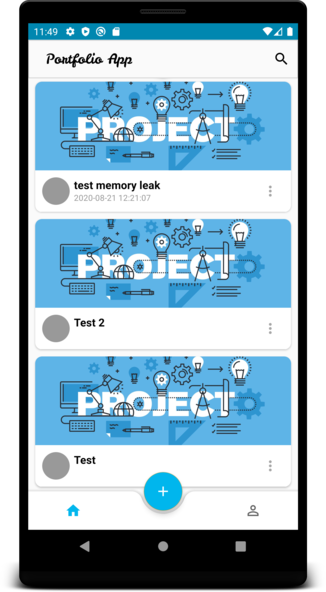 11:49
Portfolio App
PROJECT
test memory leak
2020-08-21 12:21:07
PROJECT
Test 2
PROJECT
Test